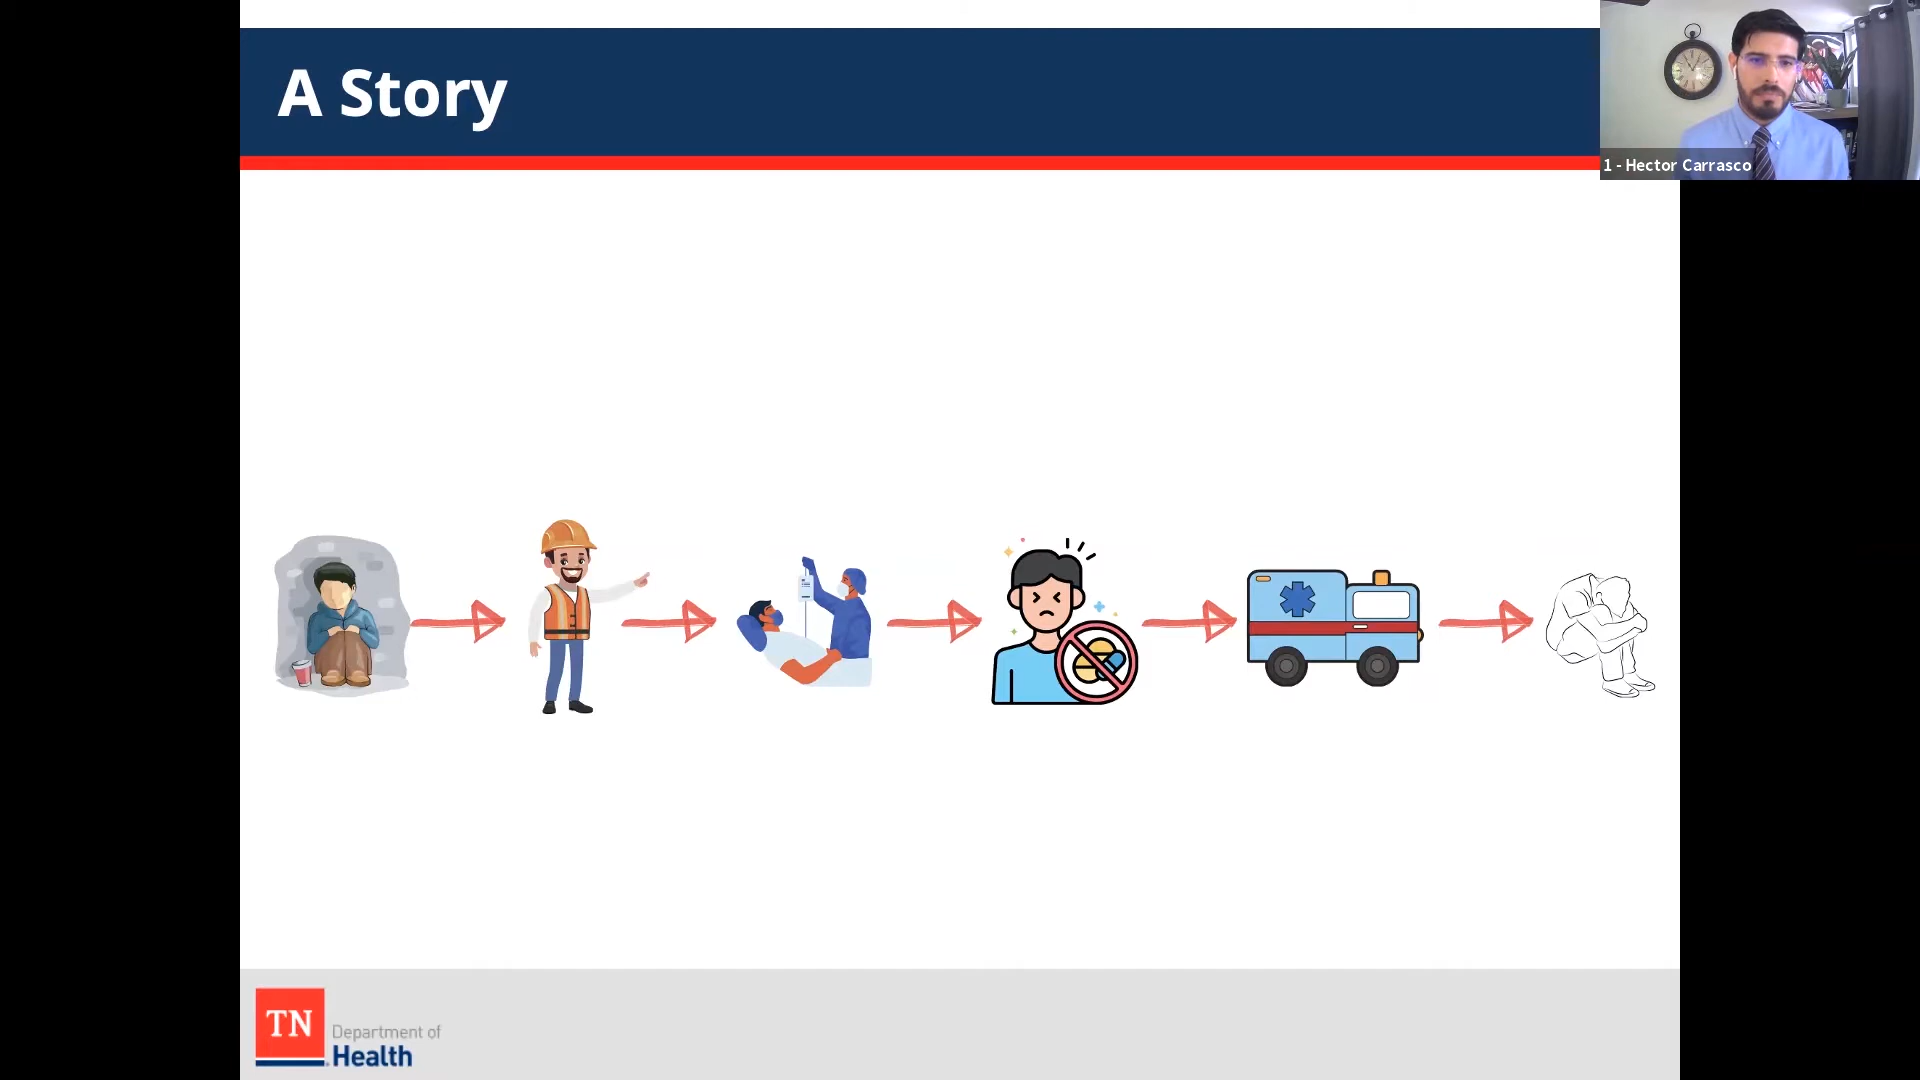 A Story
1 - Hector Carrasco
TN
Department of
Health